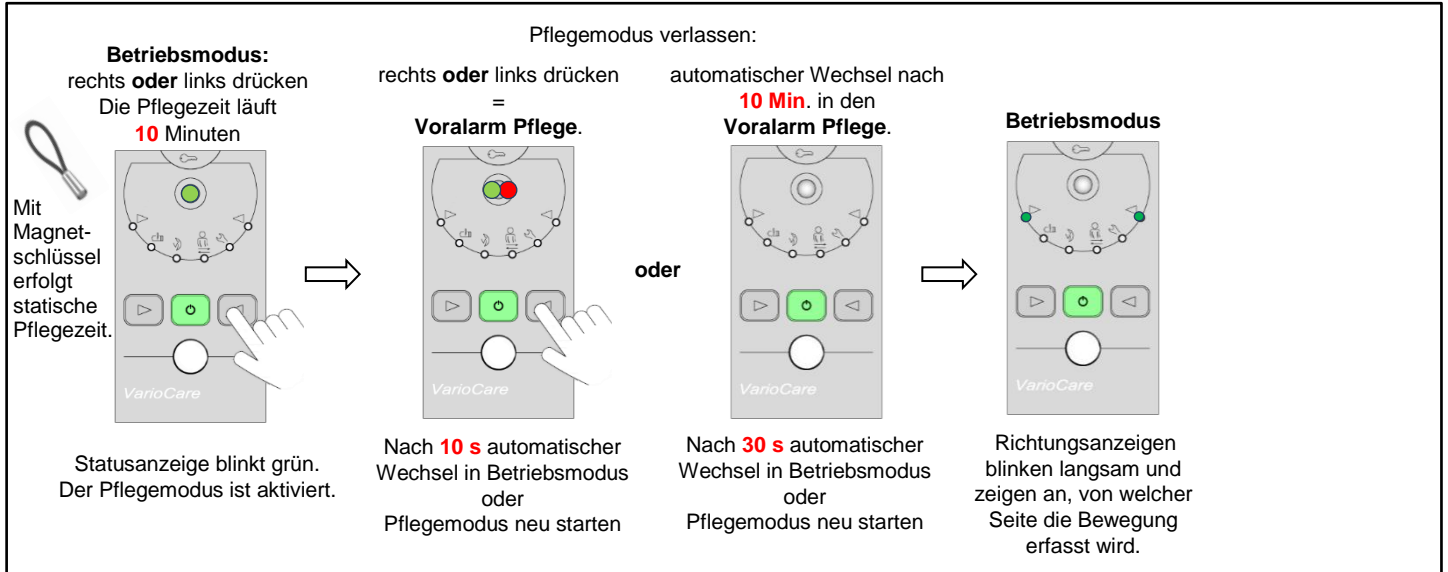 Pflegemodus verlassen:
Betriebsmodus:
rechts oder links drücken
Die Pflegezeit läuft
10 Minuten
Mit
Magnet-
schlüssel
erfolgt
statische
Pflegezeit.
VarioCare
Statusanzeige blinkt grün.
Der Pflegemodus ist aktiviert.
rechts oder links drücken
=
Voralarm Pflege.
VarioCare
Nach 10 s automatischer
Wechsel in Betriebsmodus
oder
Pflegemodus neu starten
oder
automatischer Wechsel nach
10 Min. in den
Voralarm Pflege.
VarioCare
Nach 30 s automatischer
Wechsel in Betriebsmodus
oder
Pflegemodus neu starten
Betriebsmodus
VarioCare
Richtungsanzeigen
blinken langsam und
zeigen an, von welcher
Seite die Bewegung
erfasst wird.